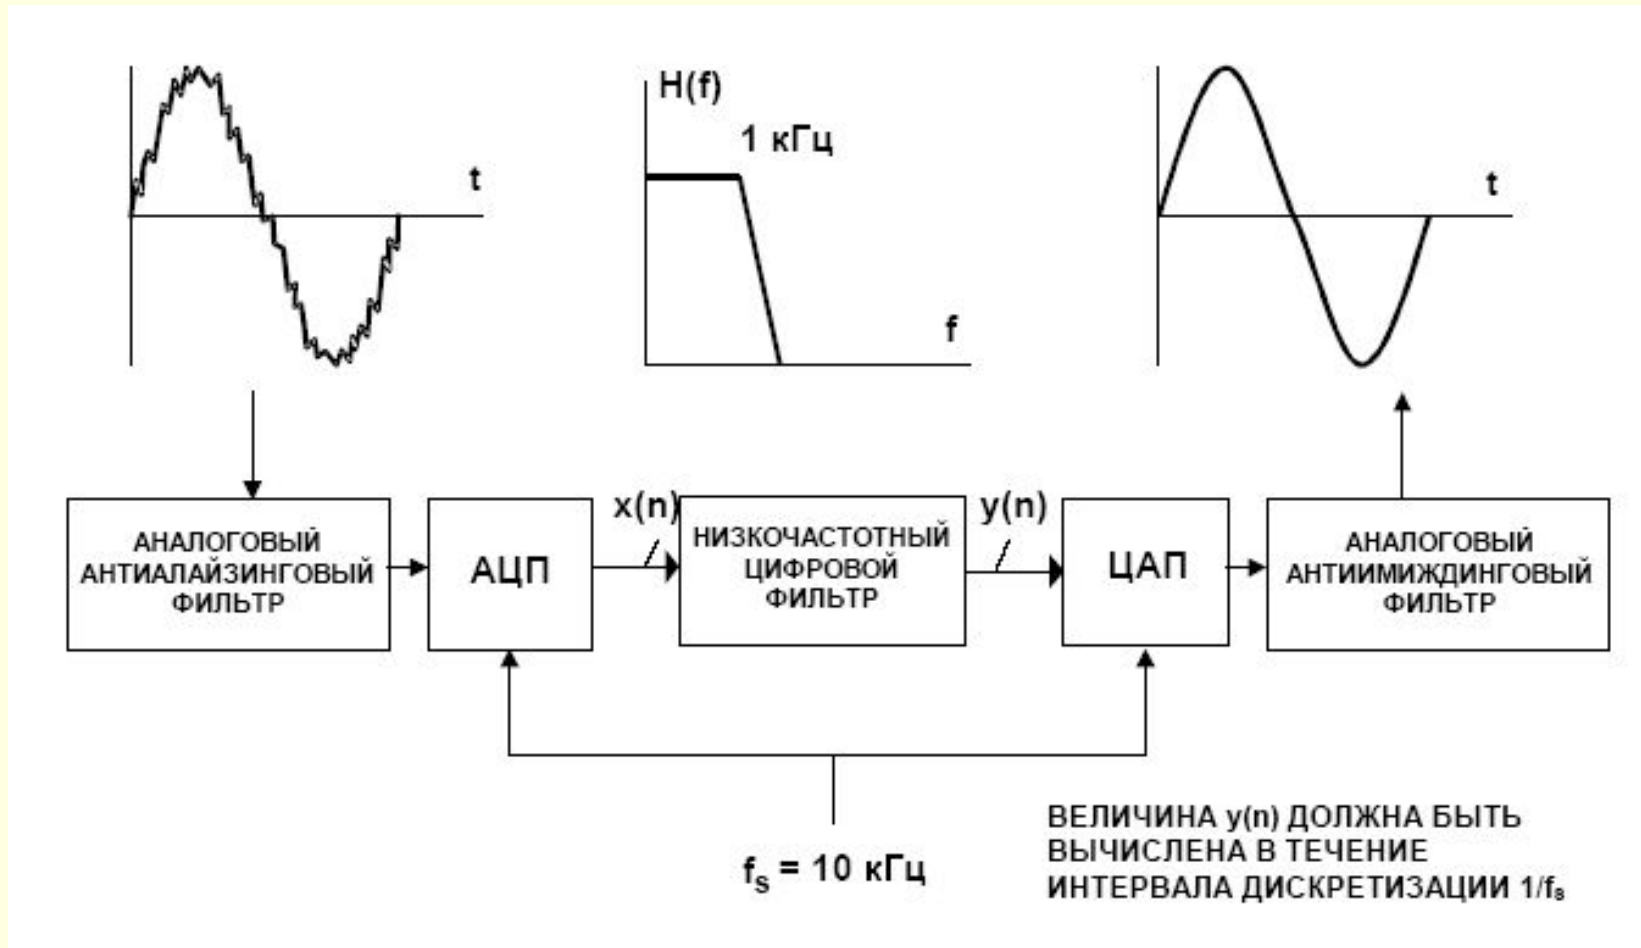 H(f)
1 кГц
t
f
t
АНАЛОГОВЫЙ
АНТИАЛАЙЗИНГОВЫЙ
ФИЛЬТР
АЦП
x(n)
НИЗКОЧАСТОТНЫЙ
ЦИФРОВОЙ
ФИЛЬТР
y(n)
ЦАП
АНАЛОГОВЫЙ
АНТИИМИЖДИНГОВЫЙ
ФИЛЬТР
fs = 10 кГц
ВЕЛИЧИНА y(n) ДОЛЖНА БЫТЬ
ВЫЧИСЛЕНА В ТЕЧЕНИЕ
ИНТЕРВАЛА ДИСКРЕТИЗАЦИИ 1/fs